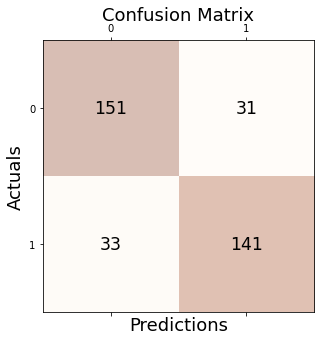 Confusion Matrix
0 1
0 151 31
Actuals
1 33 141
Predictions